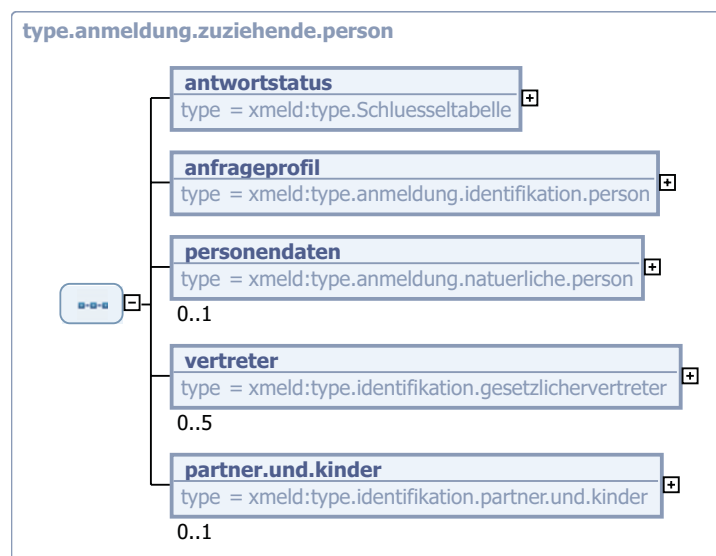 type.anmeldung.zuziehende.person
antwortstatus
type = xmeld:type.Schluesseltabelle
anfrageprofil
type = xmeld:type.anmeldung.identifikation.person
personendaten
type = xmeld:type.anmeldung.natuerliche.person
0..1
vertreter
type = xmeld:type.identifikation.gesetzlichervertreter
0..5
partner.und.kinder
type = xmeld:type.identifikation.partner.und.kinder
0..1